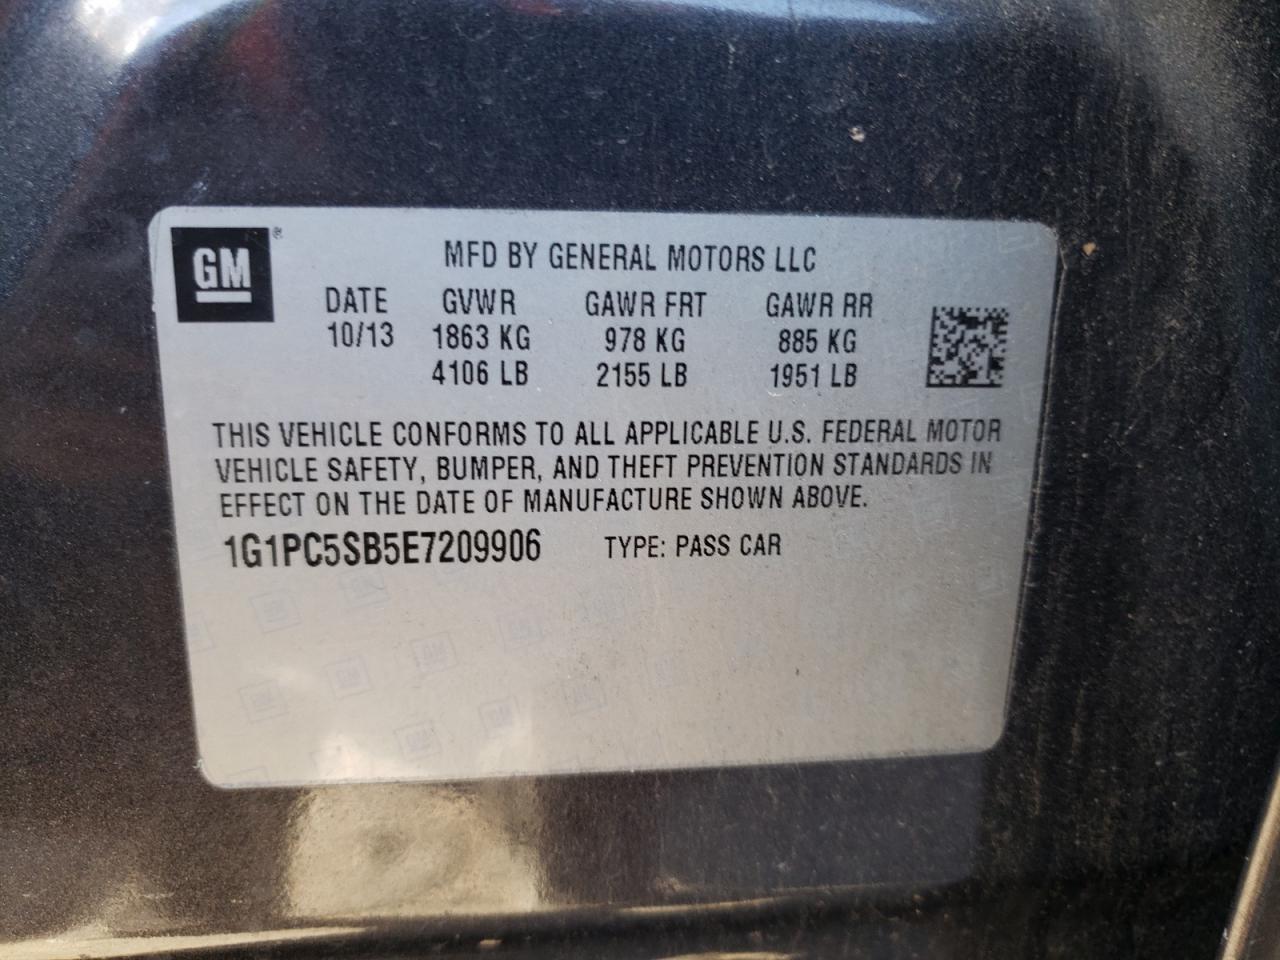 GM®
MFD BY GENERAL MOTORS LLC
DATE GVWR GAWR FRT GAWR RR
10/13 1863 KG 978 KG 885 KG
4106 LB 2155 LB 1951 LB
THIS VEHICLE CONFORMS TO ALL APPLICABLE U.S. FEDERAL MOTOR
VEHICLE SAFETY, BUMPER, AND THEFT PREVENTION STANDARDS IN
EFFECT ON THE DATE OF MANUFACTURE SHOWN ABOVE.
1G1PC5SB5E7209906 TYPE: PASS CAR